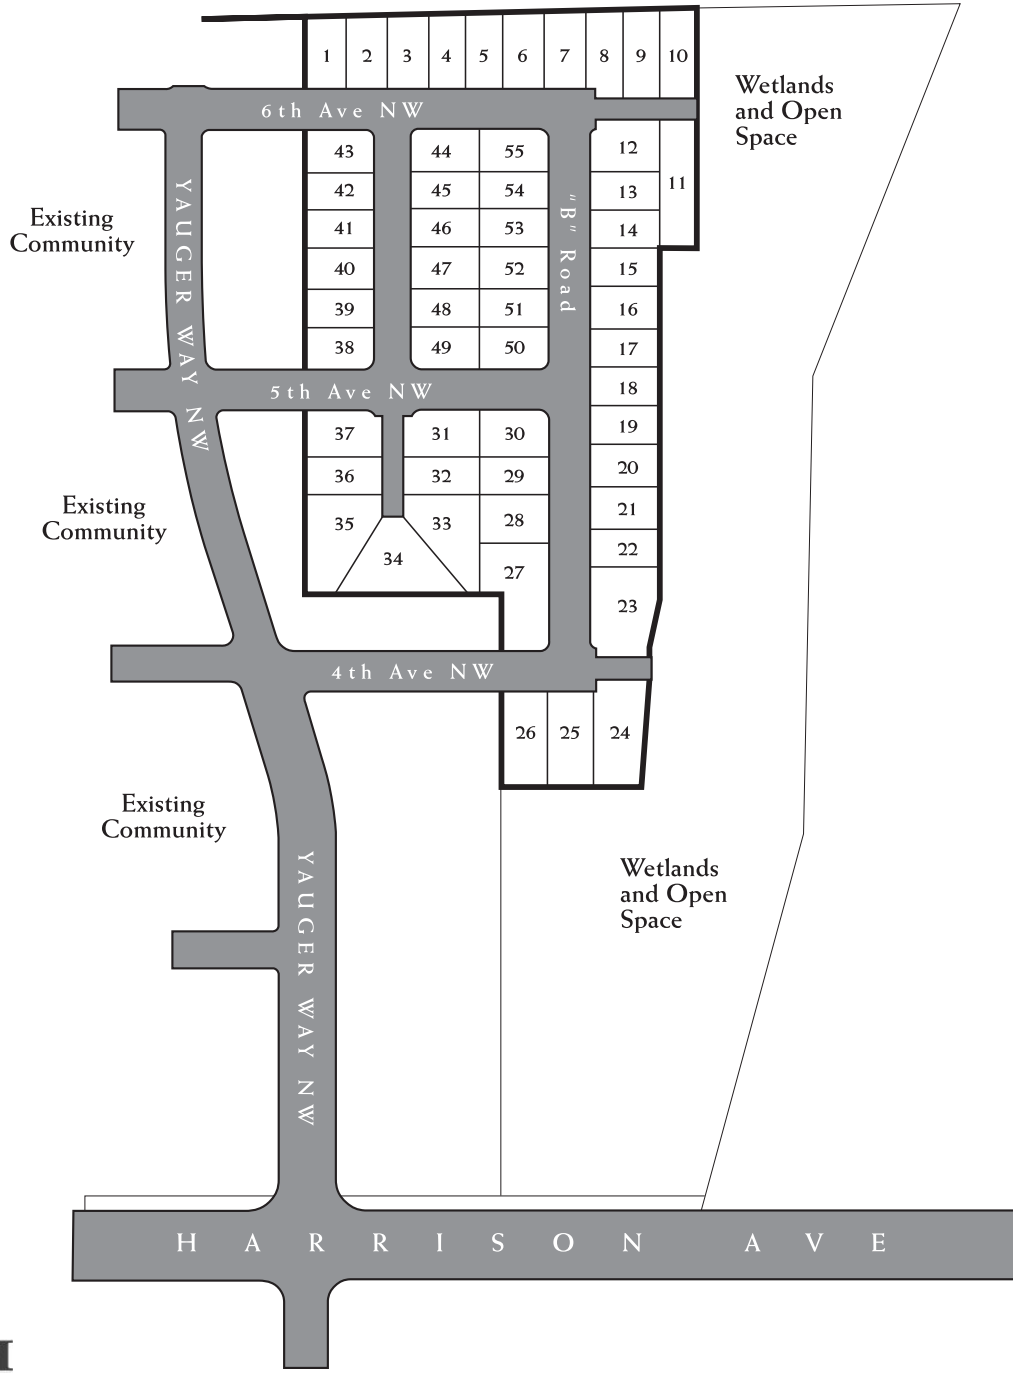 1 2 3 4 5 6 7 8 9 10
Wetlands
and Open
Space
6th Ave NW
43 44 55 12
11
42 45 54 13
YAUGER WAY NW
"B" Road
Existing
Community
41 46 53 14
40 47 52 15
39 48 51 16
38 49 50 17
5th Ave NW
18
37 31 30 19
36 32 29 20
Existing
Community
35 33 28 21
34 27 22
23
4th Ave NW
26 25 24
Existing
Community
YAUGER WAY NW
Wetlands
and Open
Space
HARRISON AVE